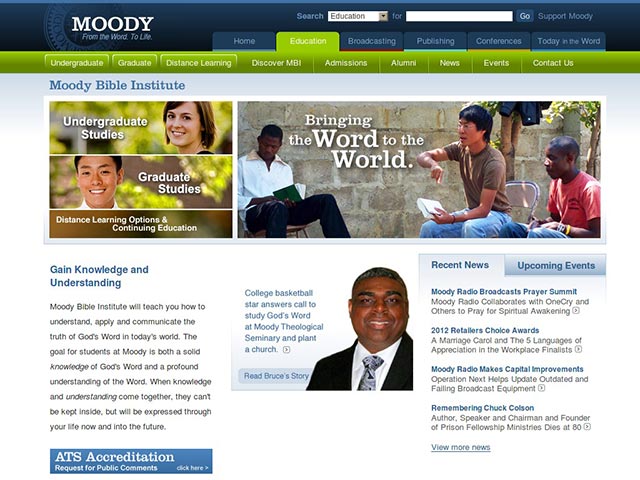 MOODY
From the Word. To Life.
Search Education for Go Support Moody
Home Education Broadcasting Publishing Conferences Today in the Word
Undergraduate Graduate Distance Learning Discover MBI Admissions Alumni News Events Contact Us
Moody Bible Institute
Undergraduate
Studies
Graduate
Studies
Distance Learning Options &
Continuing Education
Bringing
the Word to the
World.
Gain Knowledge and
Understanding
Moody Bible Institute will teach you how to
understand, apply and communicate the
truth of God's Word in today's world. The
goal for students at Moody is both a solid
knowledge of God's Word and a profound
understanding of the Word. When knowledge
and understanding come together, they can't
be kept inside, but will be expressed through
your life now and into the future.
ATS Accreditation
Request for Public Comments click here >
College basketball
star answers call to
study God's Word
at Moody Theological
Seminary and plant
a church.
Read Bruce's Story
Recent News Upcoming Events
Moody Radio Broadcasts Prayer Summit
Moody Radio Collaborates with OneCry and
Others to Pray for Spiritual Awakening
2012 Retailers Choice Awards
A Marriage Carol and The 5 Languages of
Appreciation in the Workplace Finalists
Moody Radio Makes Capital Improvements
Operation Next Helps Update Outdated and
Failing Broadcast Equipment
Remembering Chuck Colson
Author, Speaker and Chairman and Founder
of Prison Fellowship Ministries Dies at 80
View more news